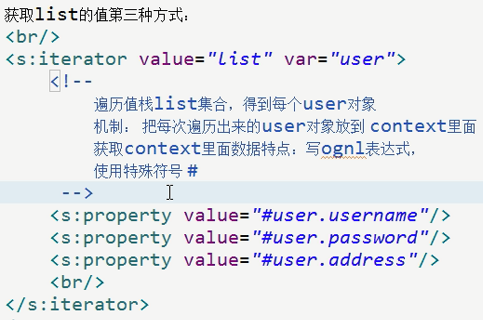 获取list的值第三种方式：
<br/>
<s:iterator value="list" var="user">
<!--
遍历值栈list集合，得到每个user对象
机制： 把每次遍历出来的user对象放到 context里面
获取context里面数据特点：写ognl表达式，
使用特殊符号 #
-->
<s:property value="#user.username"/>
<s:property value="#user.password"/>
<s:property value="#user.address"/>
<br/>
</s:iterator>